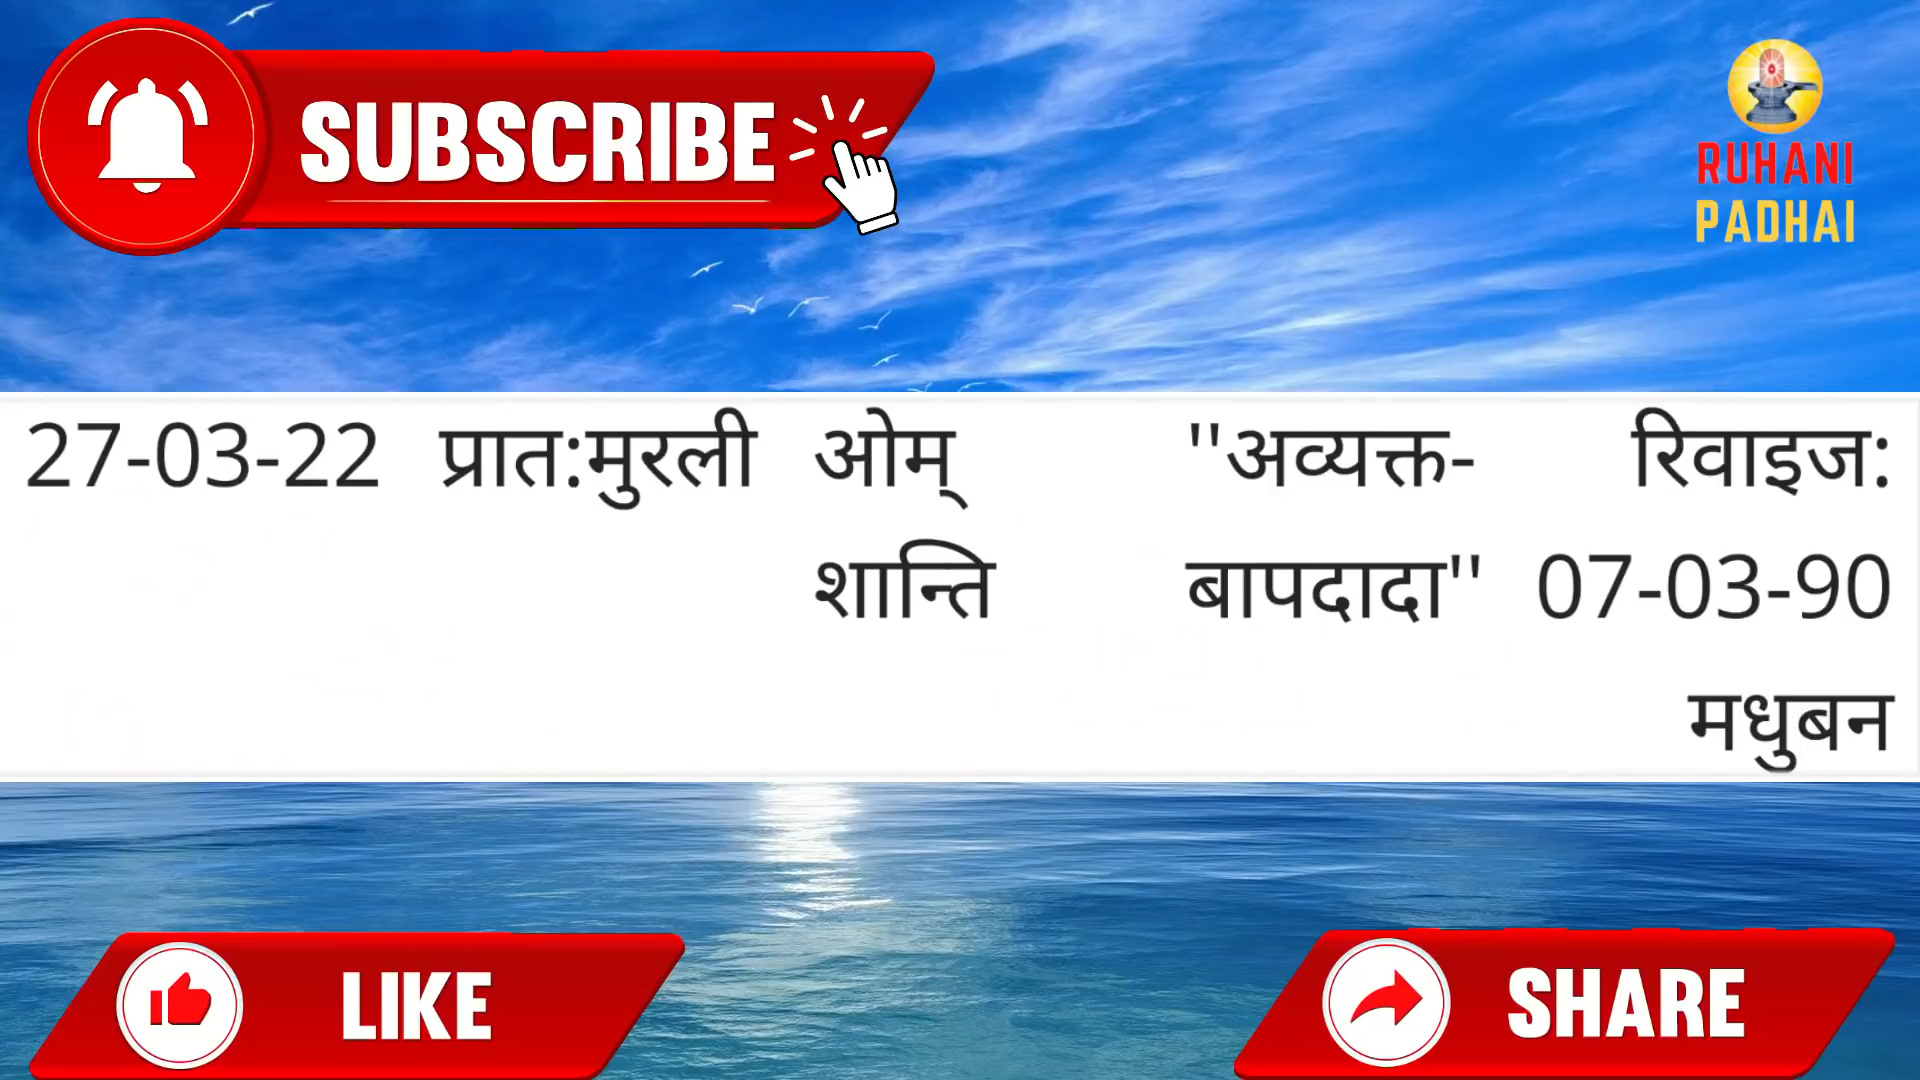 SUBSCRIBE
RUHANI
PADHAI
27-03-22 प्रात:मुरली ओम् "अव्यक्त- रिवाइज:
शान्ति बापदादा" 07-03-90
मधुबन
LIKE
SHARE